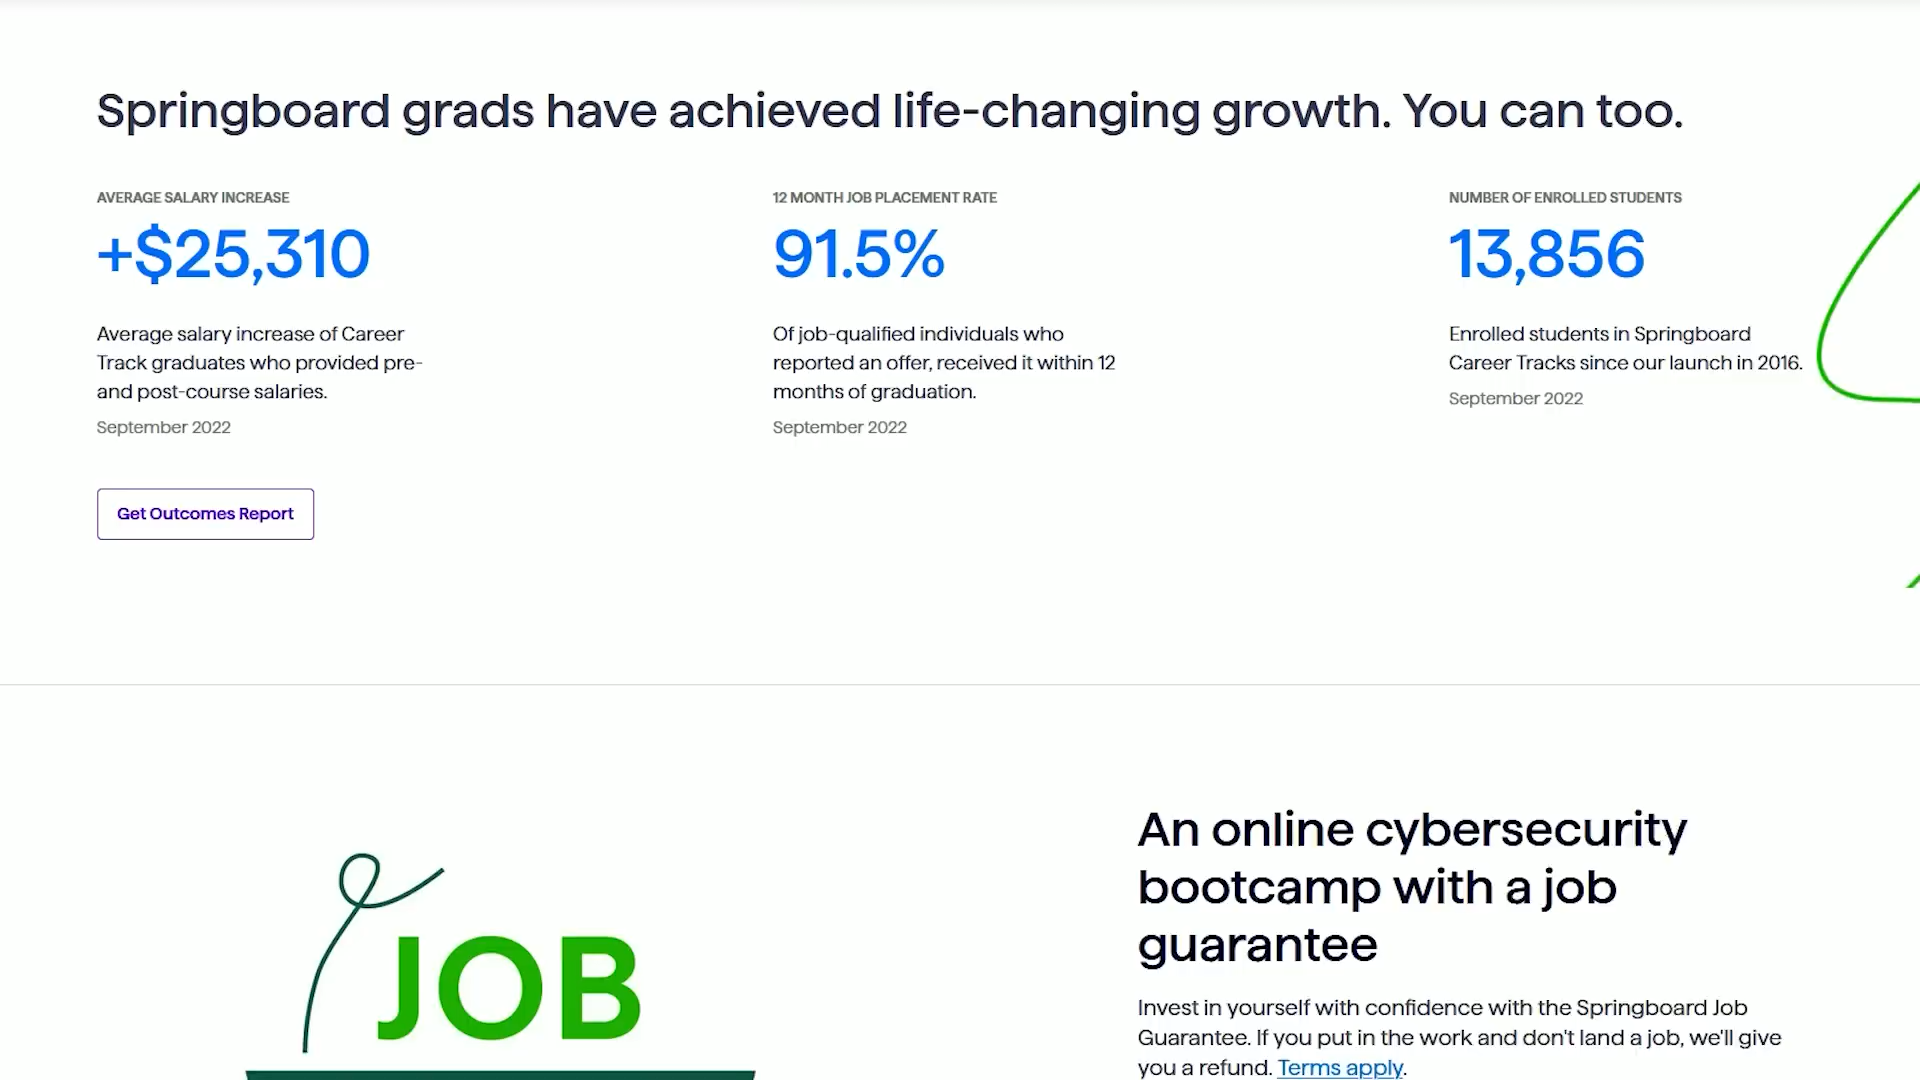 Springboard grads have achieved life-changing growth. You can too.
AVERAGE SALARY INCREASE
+$25,310
Average salary increase of Career
Track graduates who provided pre-
and post-course salaries.
September 2022
12 MONTH JOB PLACEMENT RATE
91.5%
Of job-qualified individuals who
reported an offer, received it within 12
months of graduation.
September 2022
NUMBER OF ENROLLED STUDENTS
13,856
Enrolled students in Springboard
Career Tracks since our launch in 2016.
September 2022
Get Outcomes Report
JOB
An online cybersecurity
bootcamp with a job
guarantee
Invest in yourself with confidence with the Springboard Job
Guarantee. If you put in the work and don't land a job, we'll give
you a refund. Terms apply.